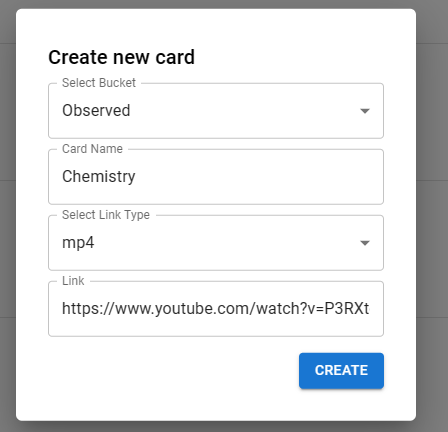 Create new card
Select Bucket
Observed
Card Name
Chemistry
Select Link Type
mp4
Link
https://www.youtube.com/watch?v=P3RXt
CREATE